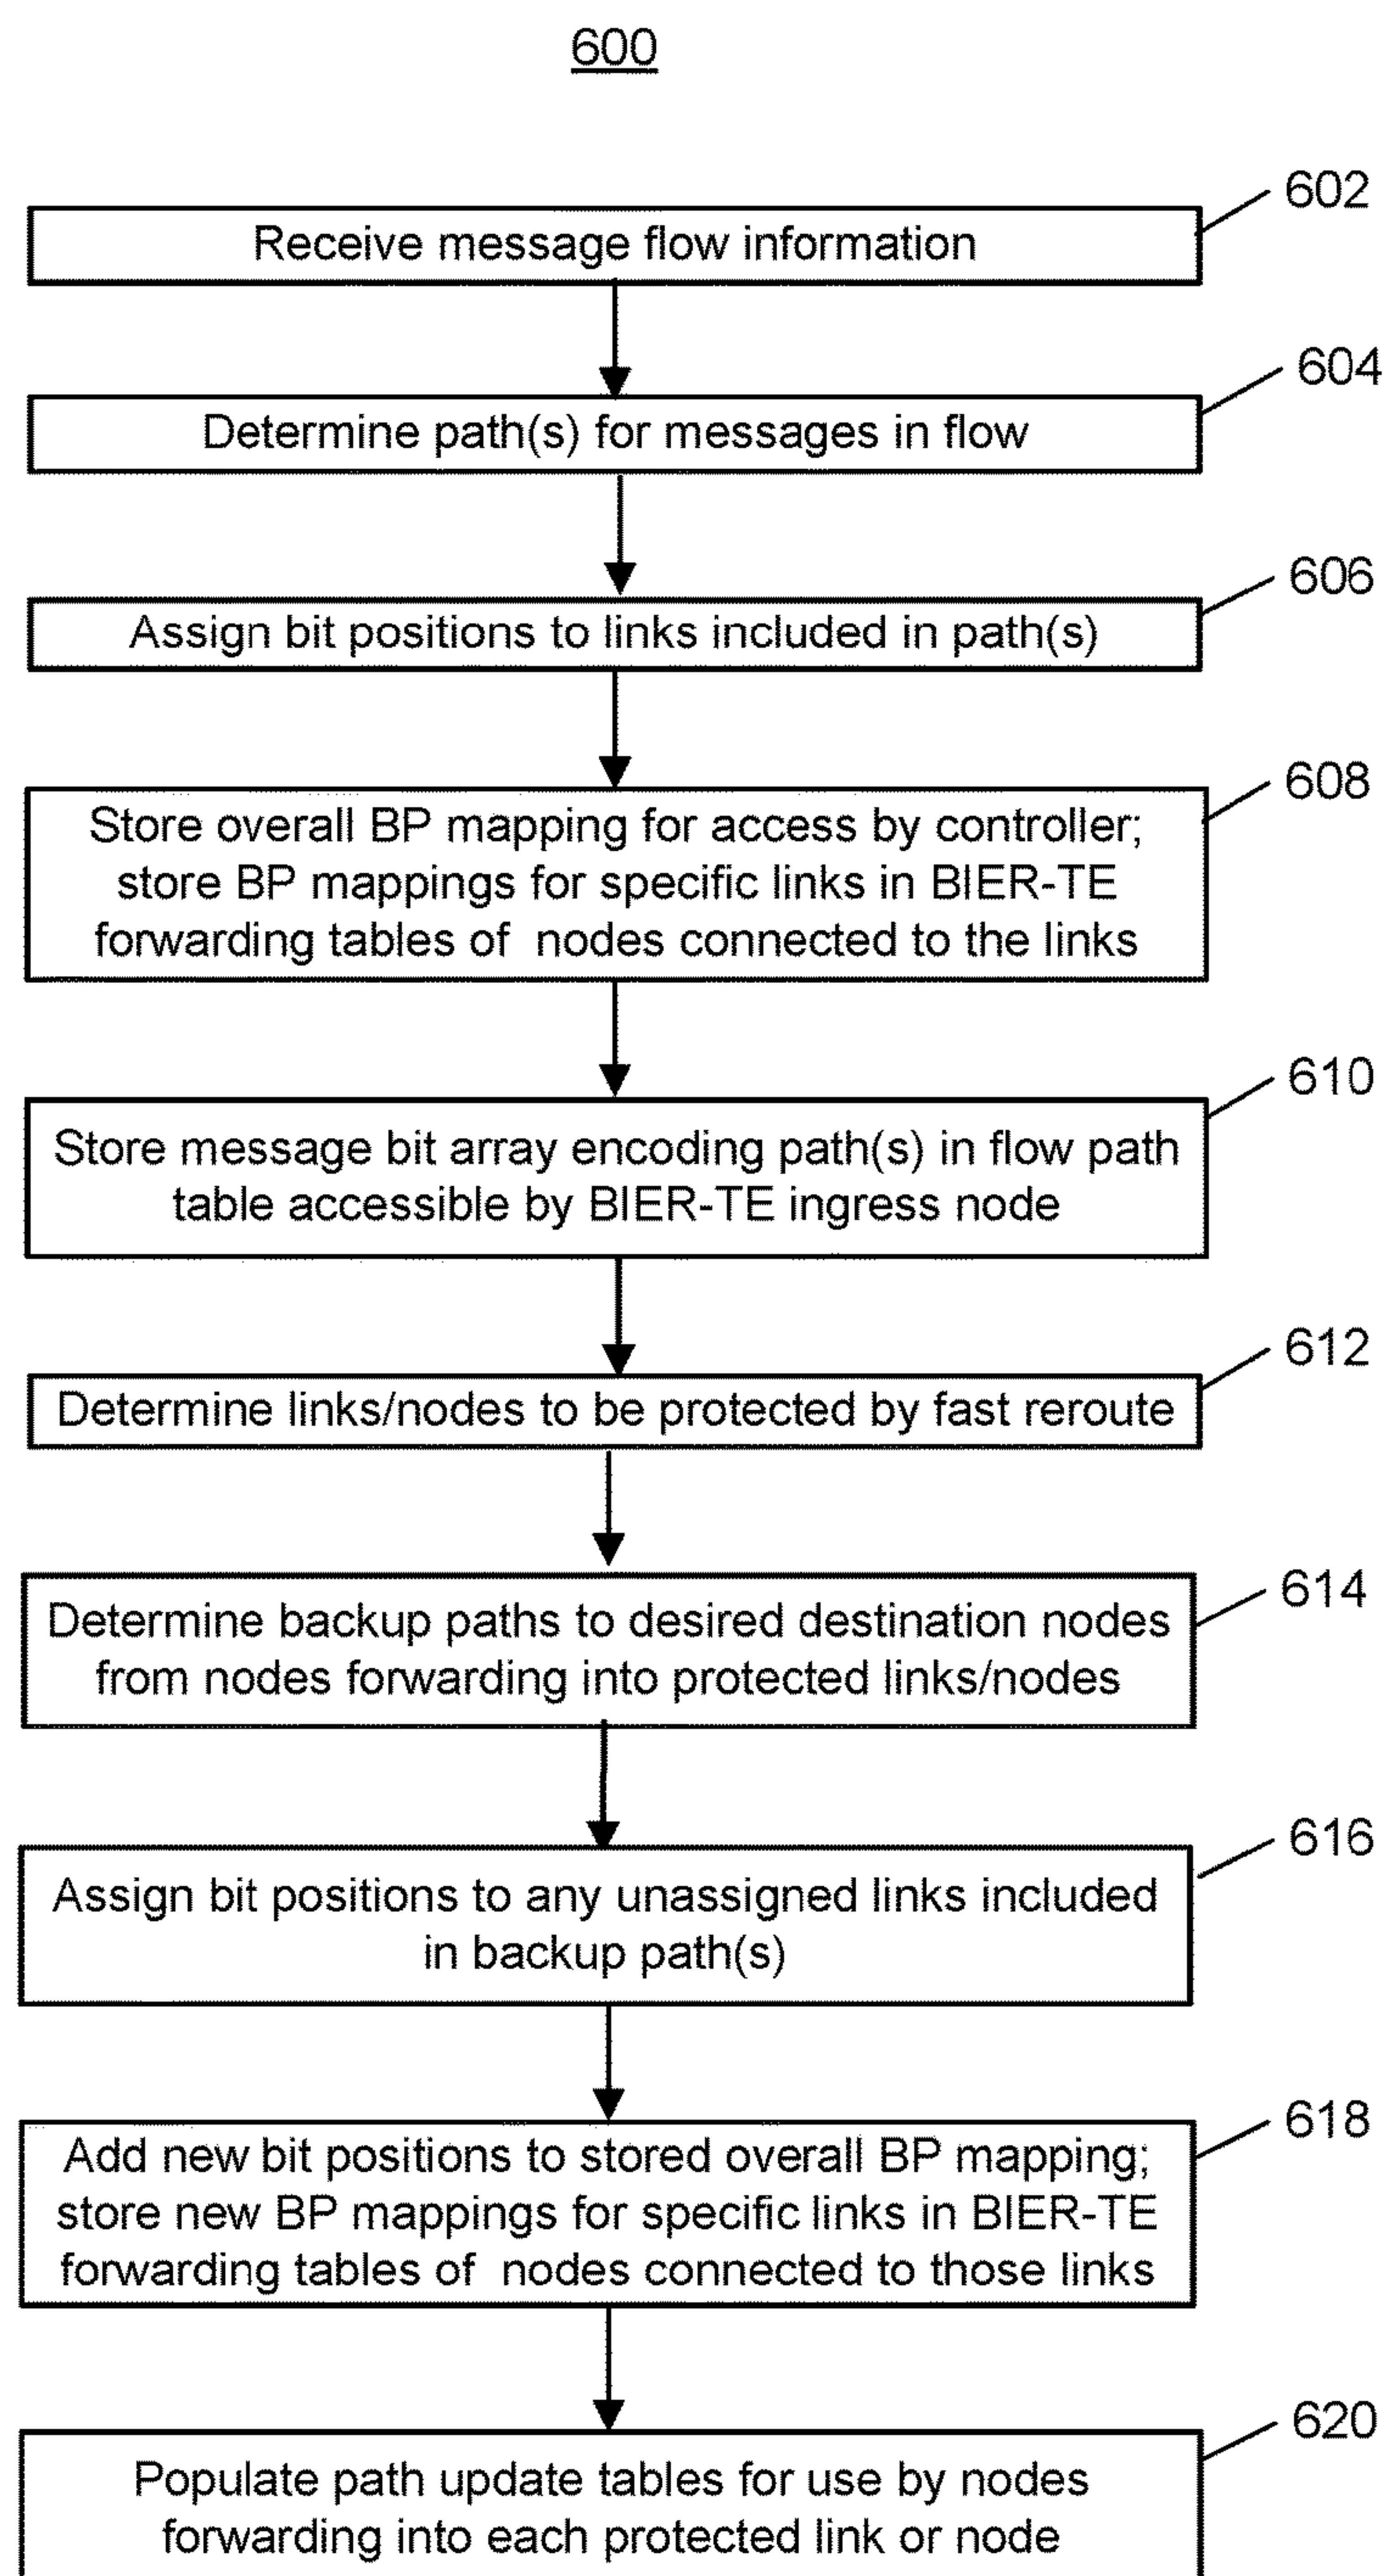 600
602
Receive message flow information
604
Determine path(s) for messages in flow
606
Assign bit positions to links included in path(s)
608
Store overall BP mapping for access by controller;
store BP mappings for specific links in BIER-TE
forwarding tables of nodes connected to the links
610
Store message bit array encoding path(s) in flow path
table accessible by BIER-TE ingress node
612
Determine links/nodes to be protected by fast reroute
614
Determine backup paths to desired destination nodes
from nodes forwarding into protected links/nodes
616
Assign bit positions to any unassigned links included
in backup path(s)
618
Add new bit positions to stored overall BP mapping;
store new BP mappings for specific links in BIER-TE
forwarding tables of nodes connected to those links
620
Populate path update tables for use by nodes
forwarding into each protected link or node